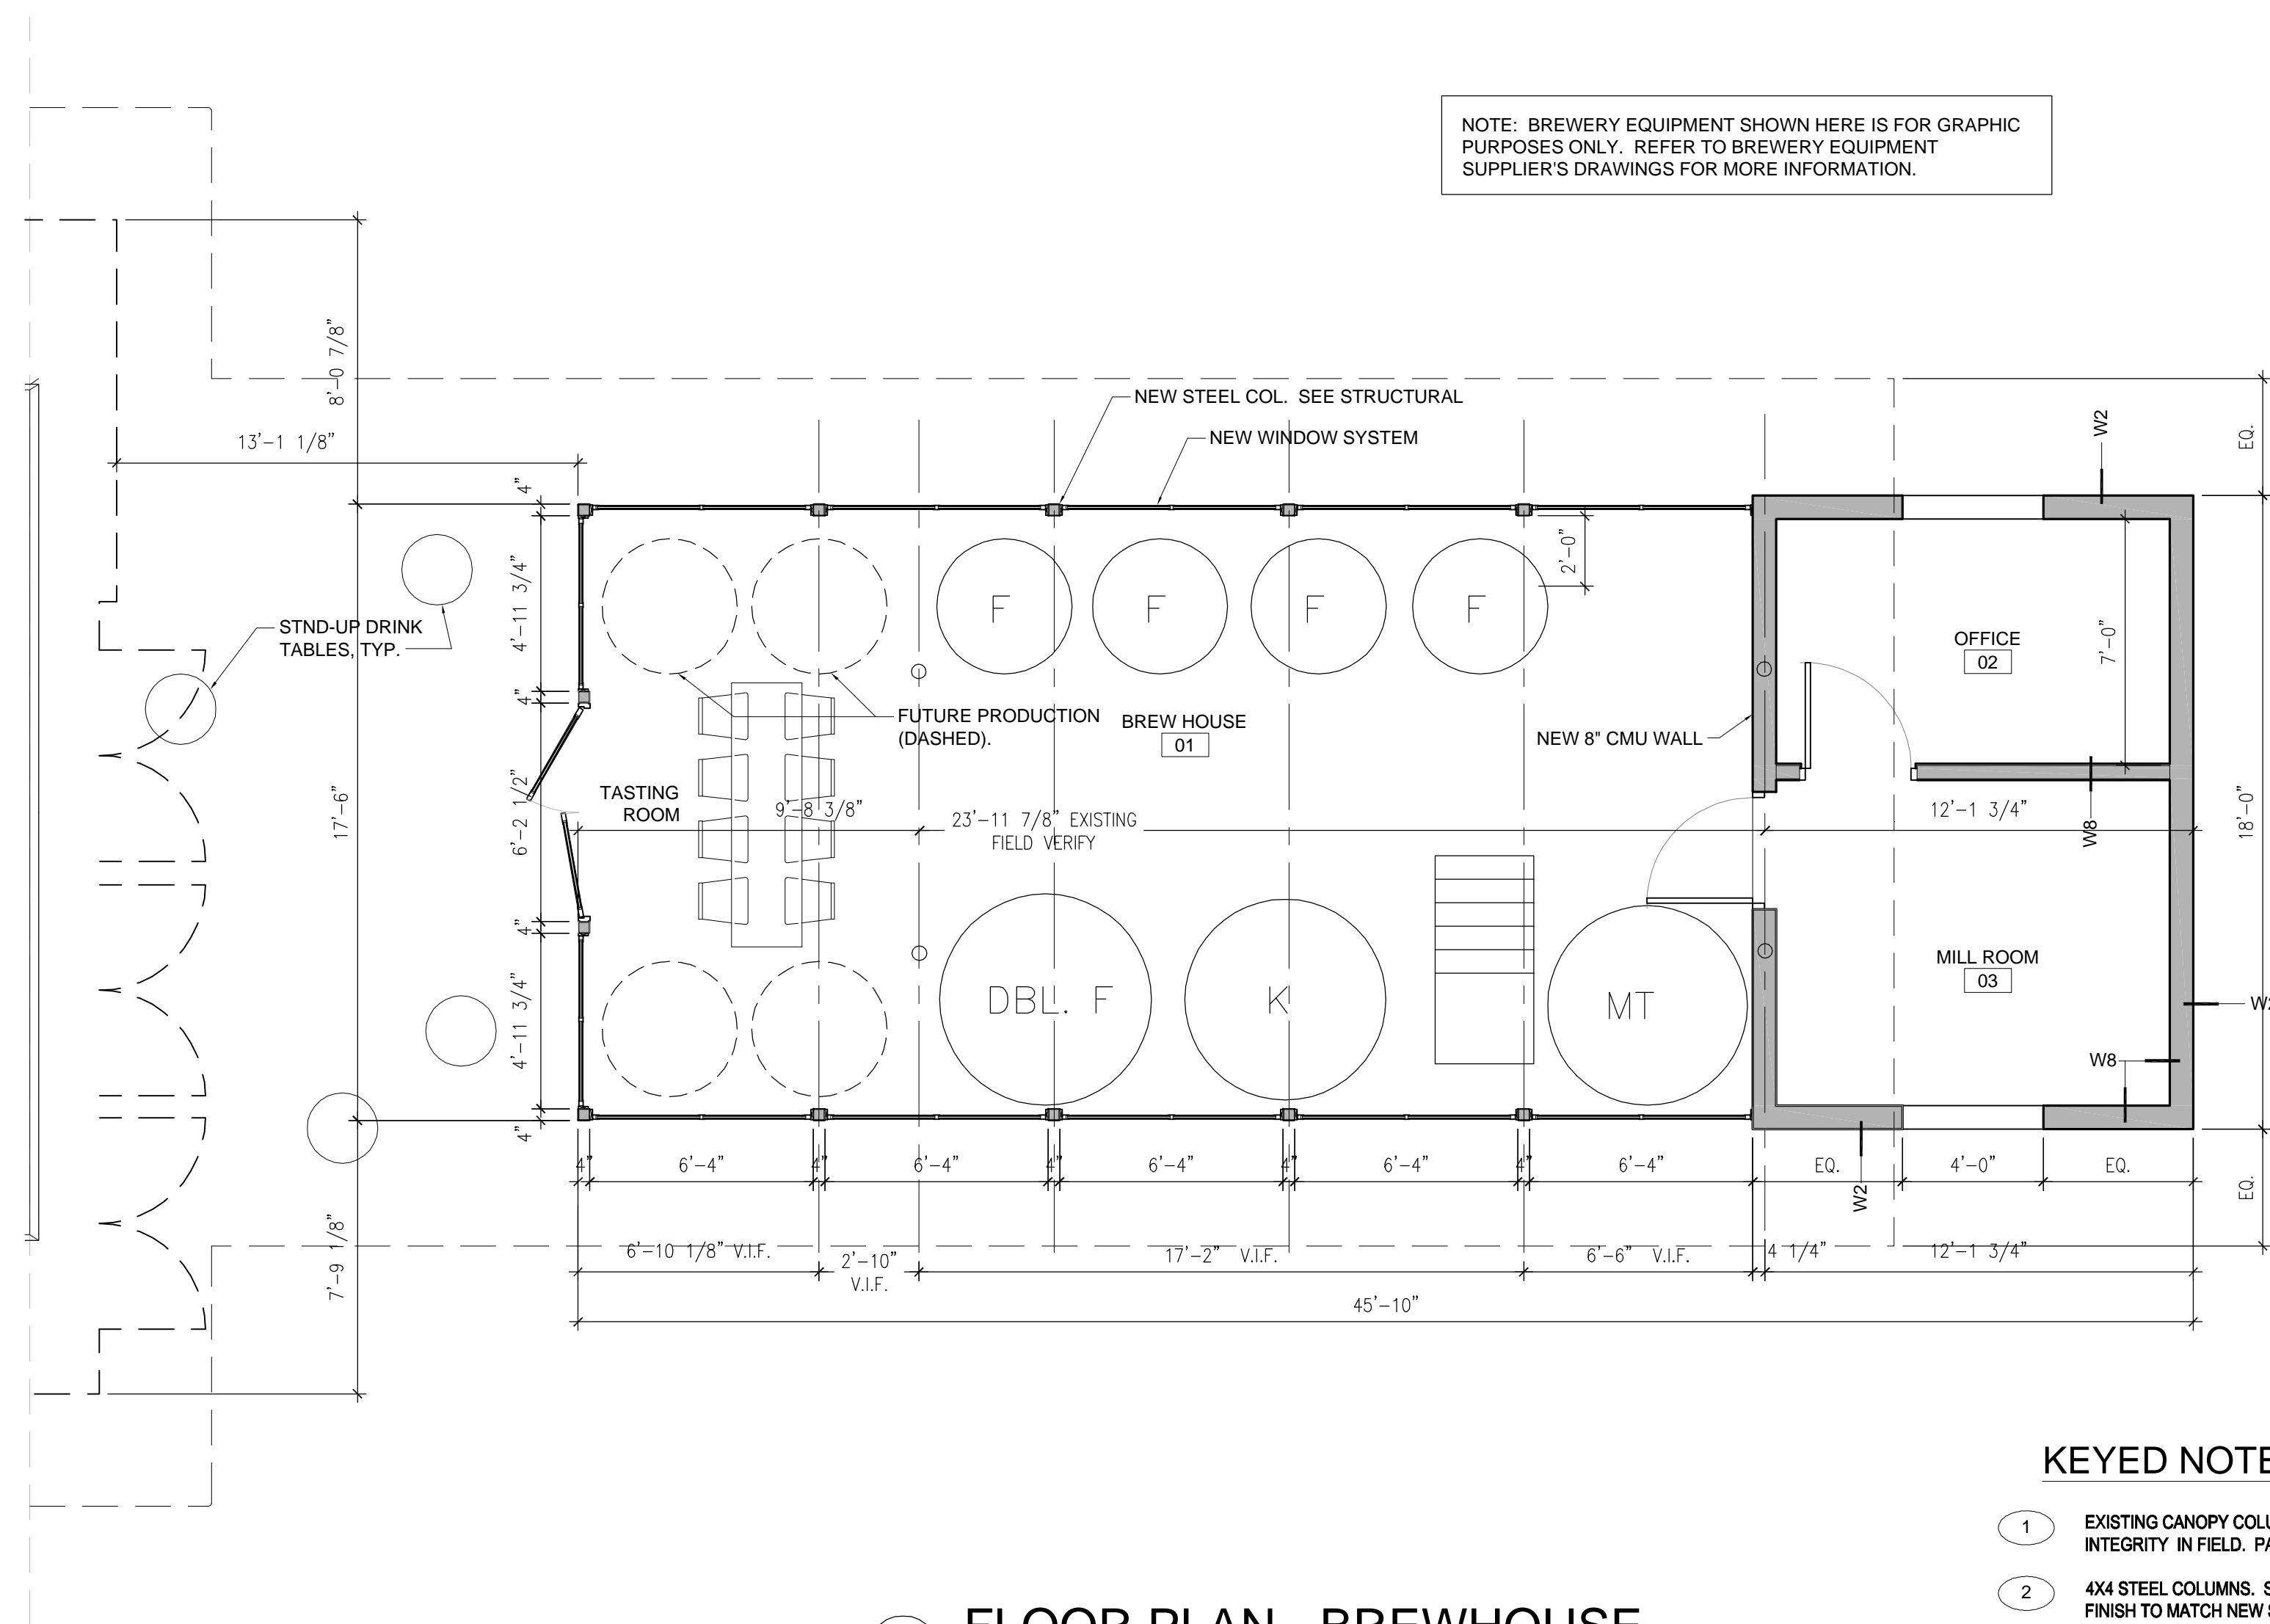 NOTE: BREWERY EQUIPMENT SHOWN HERE IS FOR GRAPHIC
PURPOSES ONLY. REFER TO BREWERY EQUIPMENT
SUPPLIER'S DRAWINGS FOR MORE INFORMATION.
8'-0 7/8"
13'-1 1/8"
NEW STEEL COL. SEE STRUCTURAL
NEW WINDOW SYSTEM
W2
EQ.
4"
4'-11 3/4"
2'-0"
F
F
F
F
STND-UP DRINK
TABLES, TYP.
OFFICE
02
7'-0"
4"
FUTURE PRODUCTION
(DASHED).
BREW HOUSE
01
NEW 8" CMU WALL
17'-6"
6'-2 1/2"
TASTING
ROOM
9'-8 3/8"
23'-11 7/8" EXISTING
FIELD VERIFY
12'-1 3/4"
W8
18'-0"
4"
4'-11 3/4"
DBL. F
K
MT
MILL ROOM
03
W8
4"
4"
6'-4"
4"
6'-4"
4"
6'-4"
4"
6'-4"
4"
6'-4"
EQ.
W2
4'-0"
EQ.
EQ.
7'-9 1/8"
6'-10 1/8" V.I.F.
2'-10"
V.I.F.
17'-2" V.I.F.
6'-6" V.I.F.
4 1/4"
12'-1 3/4"
45'-10"
KEYED NOTE
1
EXISTING CANOPY COLU
INTEGRITY IN FIELD. PA
2
4X4 STEEL COLUMNS. S
FINISH TO MATCH NEW S
FLOOR PLAN - BREWHOUSE